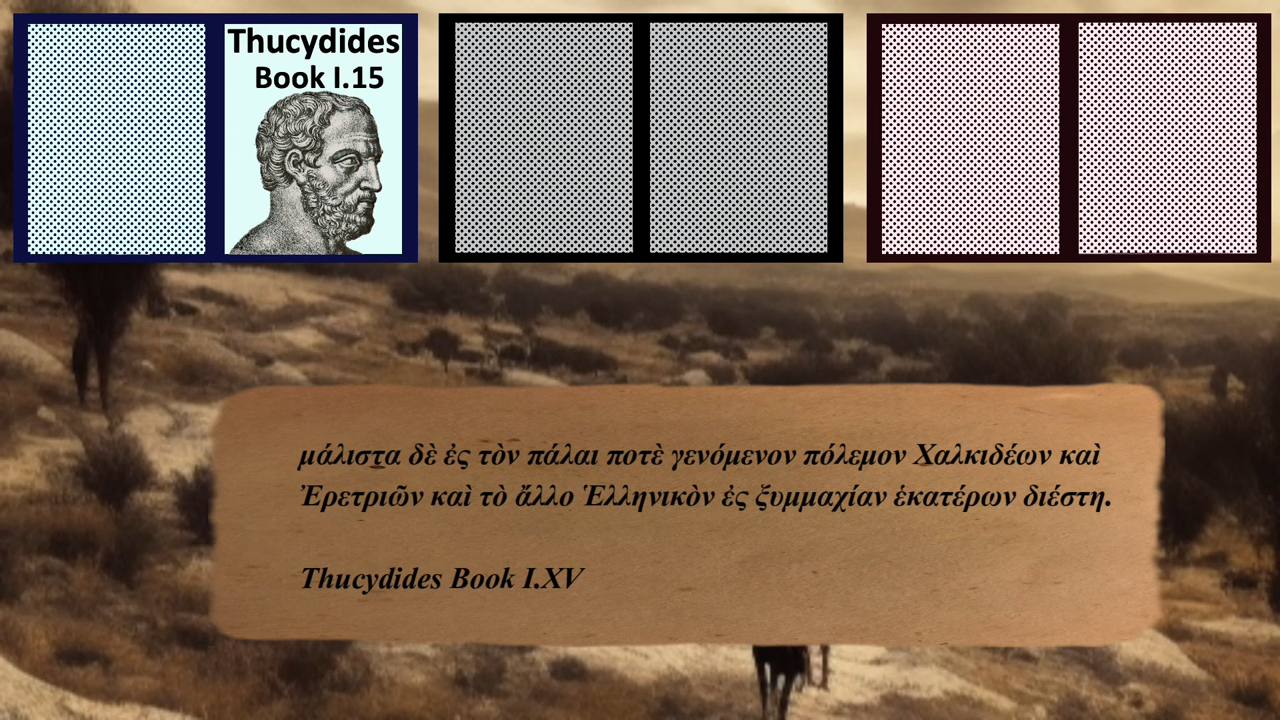 Thucydides
Book I.15
μάλιστα δὲ ἐς τὸν πάλαι ποτὲ γενόμενον πόλεμον Χαλκιδέων καὶ
Ἐρετριῶν καὶ τὸ ἄλλο Ἑλληνικὸν ἐς ξυμμαχίαν ἑκατέρων διέστη.
Thucydides Book I.XV